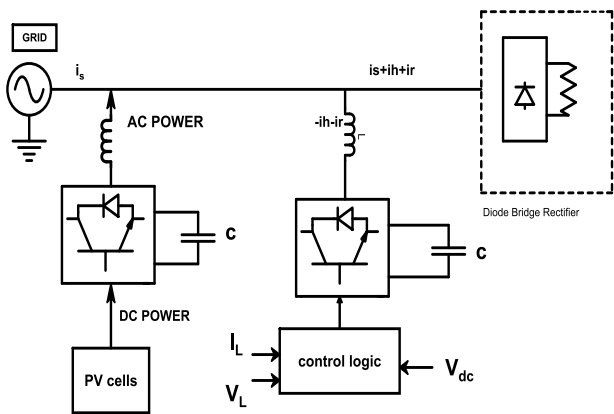 GRID
is
is+ih+ir
AC POWER
-ih-ir
L
Diode Bridge Rectifier
C
C
DC POWER
IL
control logic
Vdc
PV cells
VL